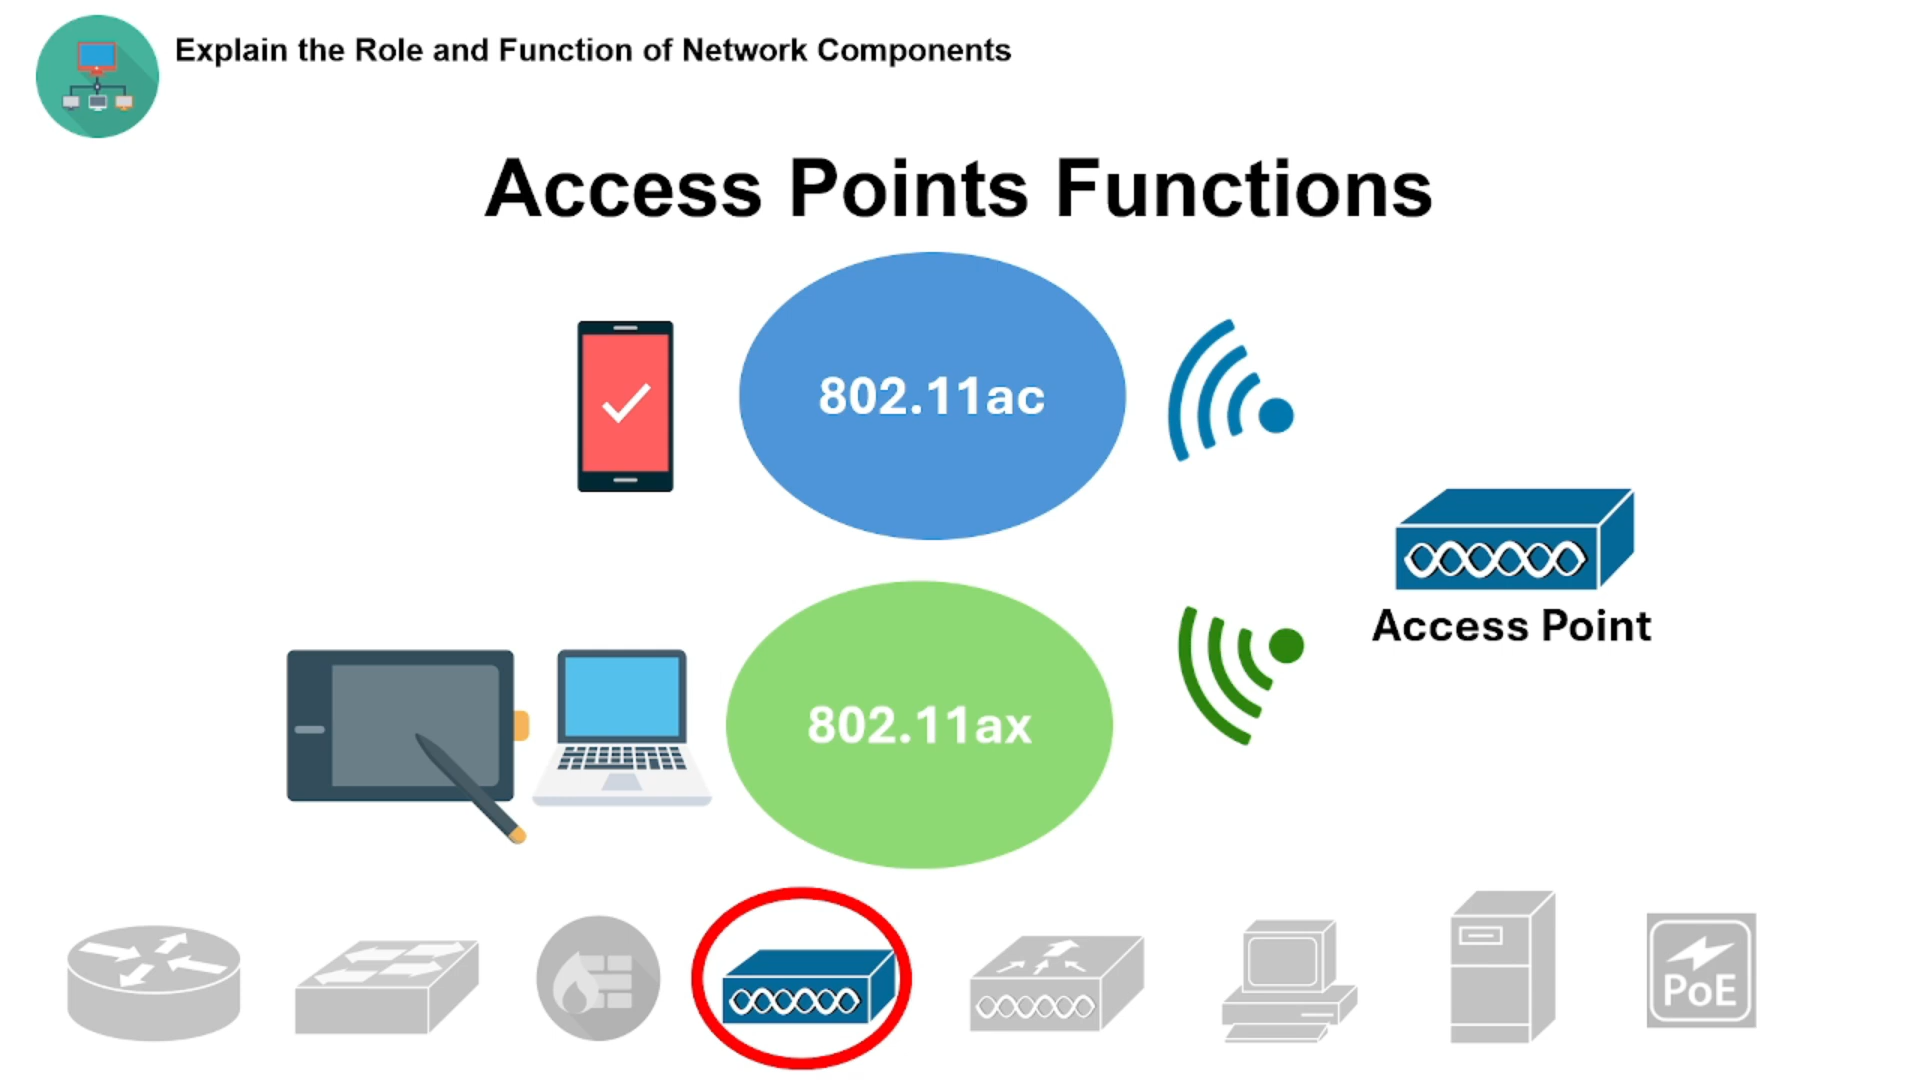 Explain the Role and Function of Network Components
Access Points Functions
802.11ac
Access Point
802.11ax
PoE